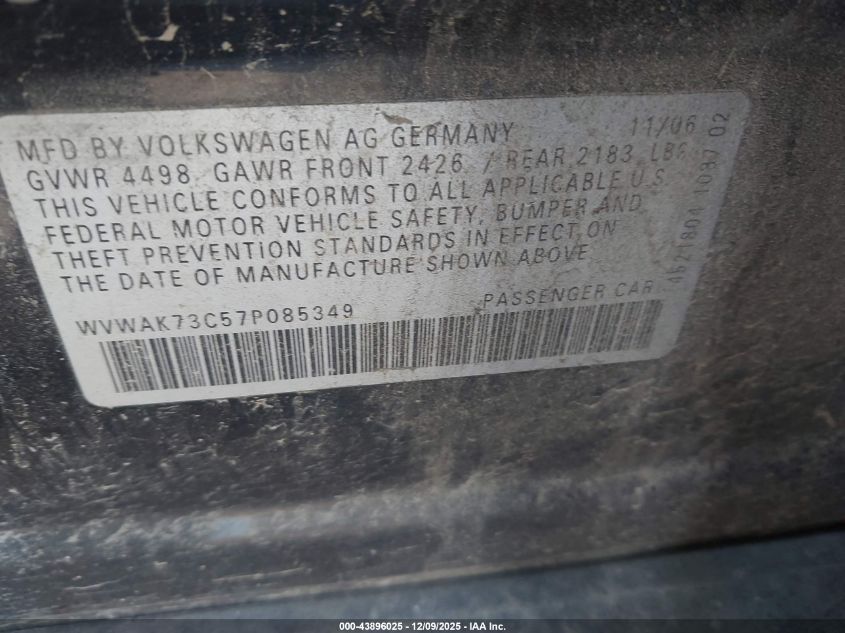 MFD BY VOLKSWAGEN AG GERMANY 11/06
GVWR 4498 GAWR FRONT 2426 / REAR 2183 LBS
THIS VEHICLE CONFORMS TO ALL APPLICABLE U.S
FEDERAL MOTOR VEHICLE SAFETY, BUMPER AND
THEFT PREVENTION STANDARDS IN EFFECT ON
THE DATE OF MANUFACTURE SHOWN ABOVE
WVWAK73C57P085349 PASSENGER CAR
02
000-43896025 - 12/09/2025 - IAA Inc.